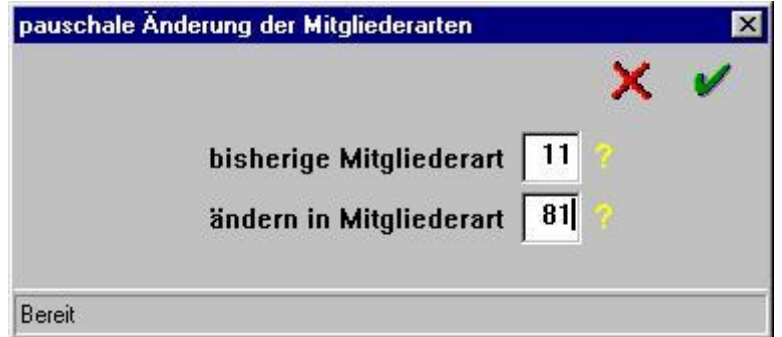 pauschale Änderung der Mitgliederarten
bisherige Mitgliederart 11 ?
ändern in Mitgliederart 81 ?
Bereit